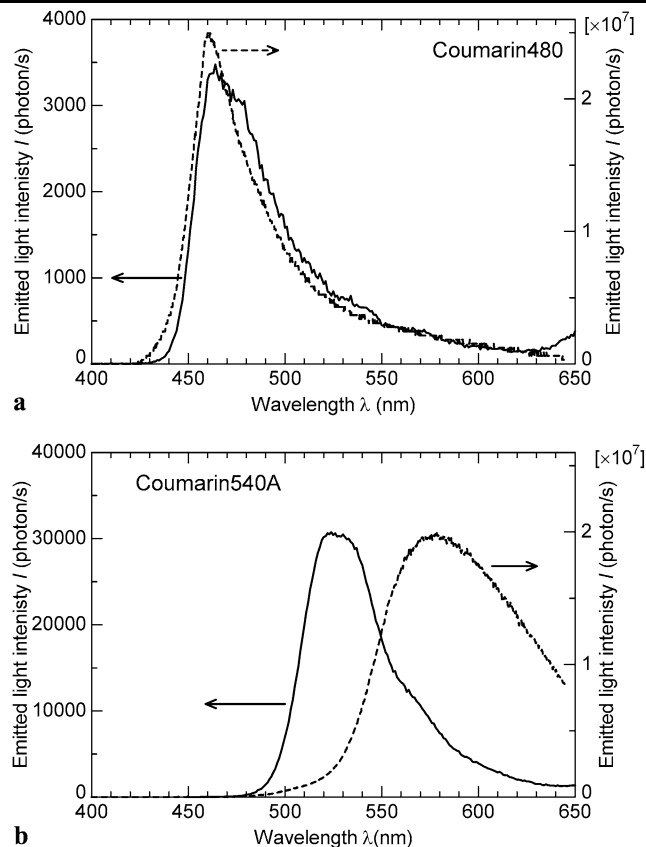 [×10⁷]
Coumarin480
4000
3000
2000
1000
0
2
1
0
Emitted light intenisty I (photon/s)
Emitted light intenisty I (photon/s)
400 450 500 550 600 650
Wavelength λ (nm)
a
[×10⁷]
Coumarin540A
40000
30000
20000
10000
0
2
1
0
Emitted light intenisty I (photon/s)
Emitted light intenisty I (photon/s)
400 450 500 550 600 650
Wavelength λ(nm)
b